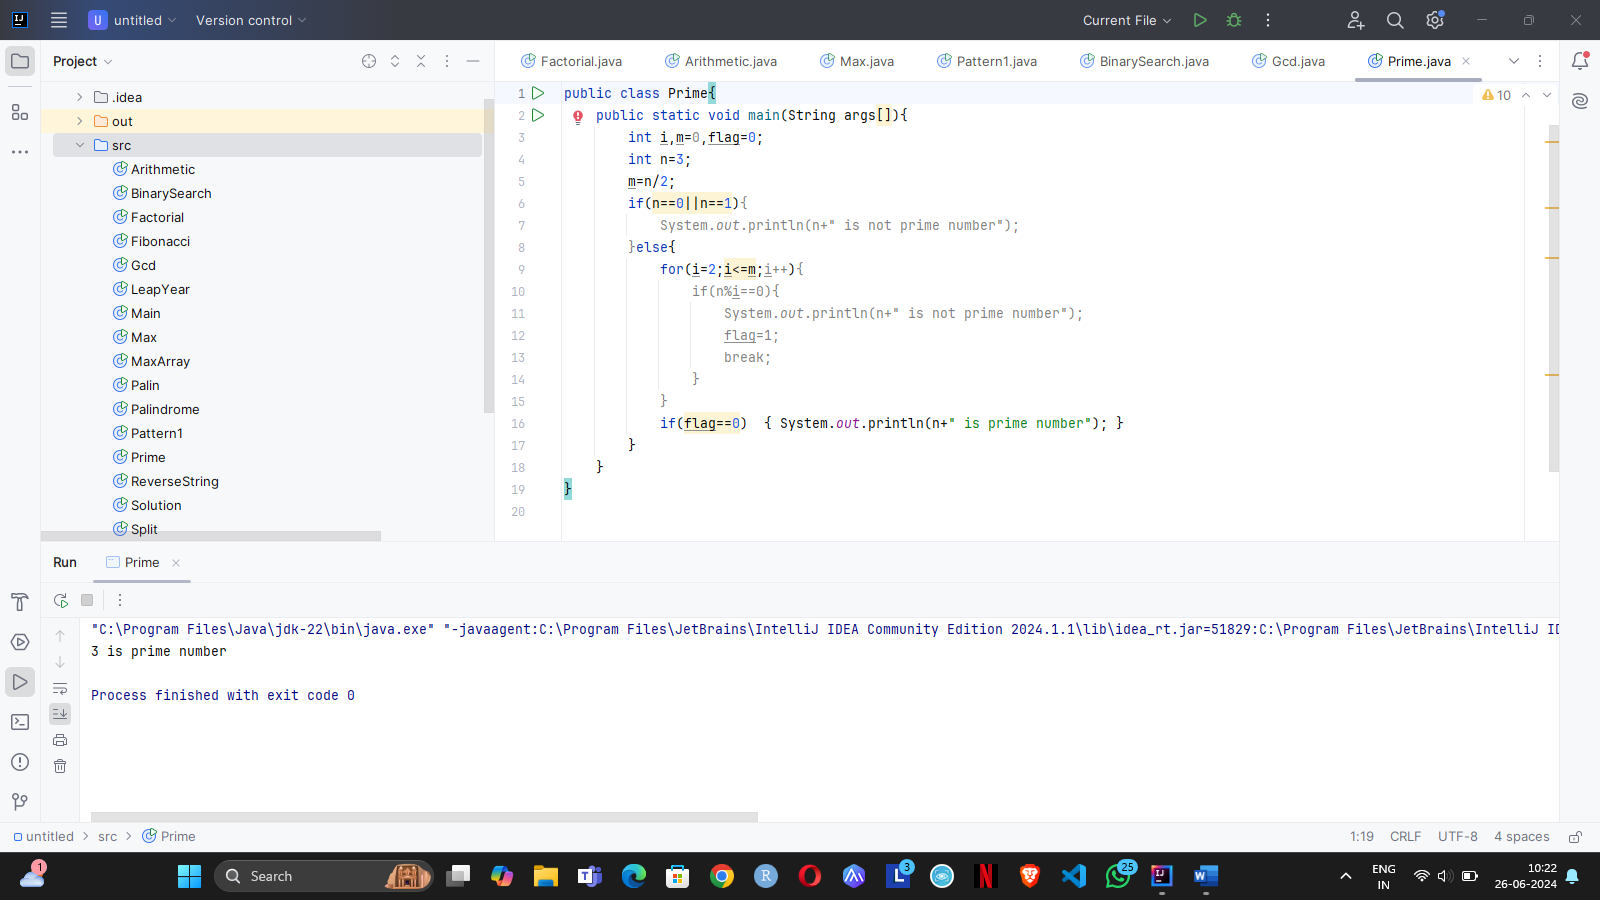 untitled
Version control
Current File
Project
.idea
out
src
Arithmetic
BinarySearch
Factorial
Fibonacci
Gcd
LeapYear
Main
Max
MaxArray
Palin
Palindrome
Pattern1
Prime
ReverseString
Solution
Split
Factorial.java
Arithmetic.java
Max.java
Pattern1.java
BinarySearch.java
Gcd.java
Prime.java
10
1 public class Prime{
2 public static void main(String args[]){
3 int i,m=0,flag=0;
4 int n=3;
5 m=n/2;
6 if(n==0||n==1){
7 System.out.println(n+" is not prime number");
8 }else{
9 for(i=2;i<=m;i++){
10 if(n%i==0){
11 System.out.println(n+" is not prime number");
12 flag=1;
13 break;
14 }
15 }
16 if(flag==0)  { System.out.println(n+" is prime number"); }
17 }
18 }
19 }
20
Run
Prime
"C:\Program Files\Java\jdk-22\bin\java.exe" "-javaagent:C:\Program Files\JetBrains\IntelliJ IDEA Community Edition 2024.1.1\lib\idea_rt.jar=51829:C:\Program Files\JetBrains\IntelliJ ID
3 is prime number
Process finished with exit code 0
untitled > src > Prime
1:19 CRLF UTF-8 4 spaces
1
Search
3
25
ENG
IN
10:22
26-06-2024